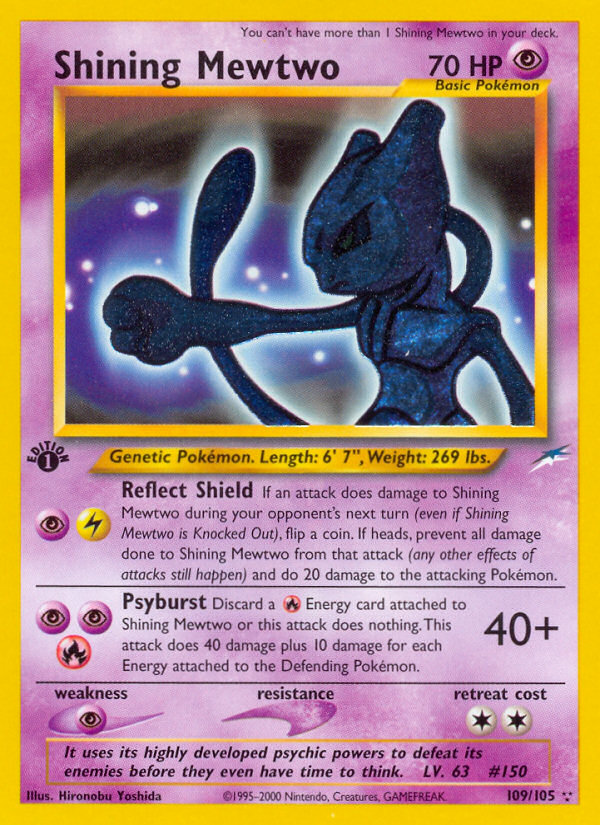 You can't have more than 1 Shining Mewtwo in your deck.
Shining Mewtwo 70 HP
Basic Pokémon
EDITION
1
Genetic Pokémon. Length: 6' 7", Weight: 269 lbs.
Reflect Shield If an attack does damage to Shining
Mewtwo during your opponent's next turn (even if Shining
Mewtwo is Knocked Out), flip a coin. If heads, prevent all damage
done to Shining Mewtwo from that attack (any other effects of
attacks still happen) and do 20 damage to the attacking Pokémon.
Psyburst Discard a Energy card attached to
Shining Mewtwo or this attack does nothing. This
attack does 40 damage plus 10 damage for each
Energy attached to the Defending Pokémon.
40+
weakness resistance retreat cost
It uses its highly developed psychic powers to defeat its
enemies before they even have time to think. LV. 63 #150
Illus. Hironobu Yoshida ©1995-2000 Nintendo, Creatures, GAMEFREAK. 109/105